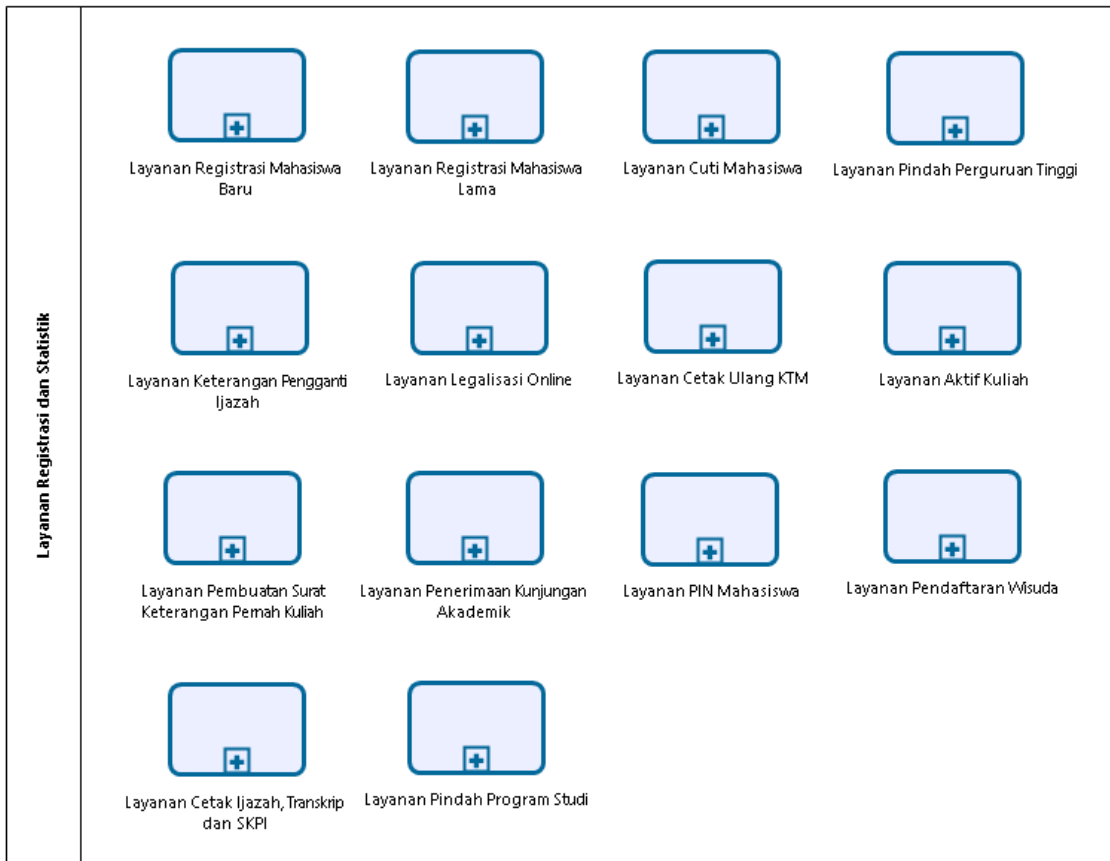 Layanan Registrasi dan Statistik
Layanan Registrasi Mahasiswa
Baru
Layanan Registrasi Mahasiswa
Lama
Layanan Cuti Mahasiswa
Layanan Pindah Perguruan Tinggi
Layanan Keterangan Pengganti
Ijazah
Layanan Legalisasi Online
Layanan Cetak Ulang KTM
Layanan Aktif Kuliah
Layanan Pembuatan Surat
Keterangan Pernah Kuliah
Layanan Penerimaan Kunjungan
Akademik
Layanan PIN Mahasiswa
Layanan Pendaftaran Wisuda
Layanan Cetak Ijazah, Transkrip
dan SKPI
Layanan Pindah Program Studi